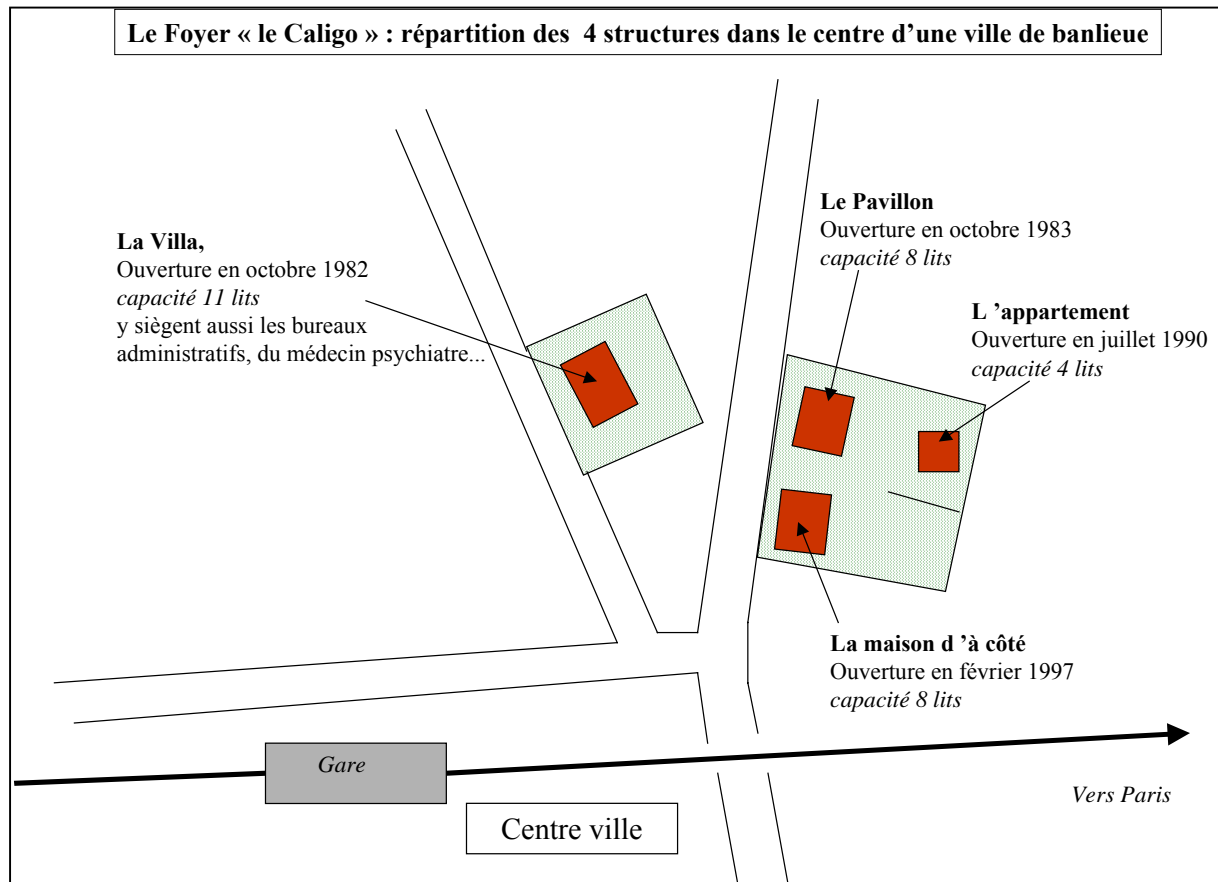 Le Foyer « le Caligo » : répartition des 4 structures dans le centre d’une ville de banlieue
La Villa,
Ouverture en octobre 1982
capacité 11 lits
y siègent aussi les bureaux
administratifs, du médecin psychiatre...
Le Pavillon
Ouverture en octobre 1983
capacité 8 lits
L ’appartement
Ouverture en juillet 1990
capacité 4 lits
La maison d ’à côté
Ouverture en février 1997
capacité 8 lits
Gare
Vers Paris
Centre ville